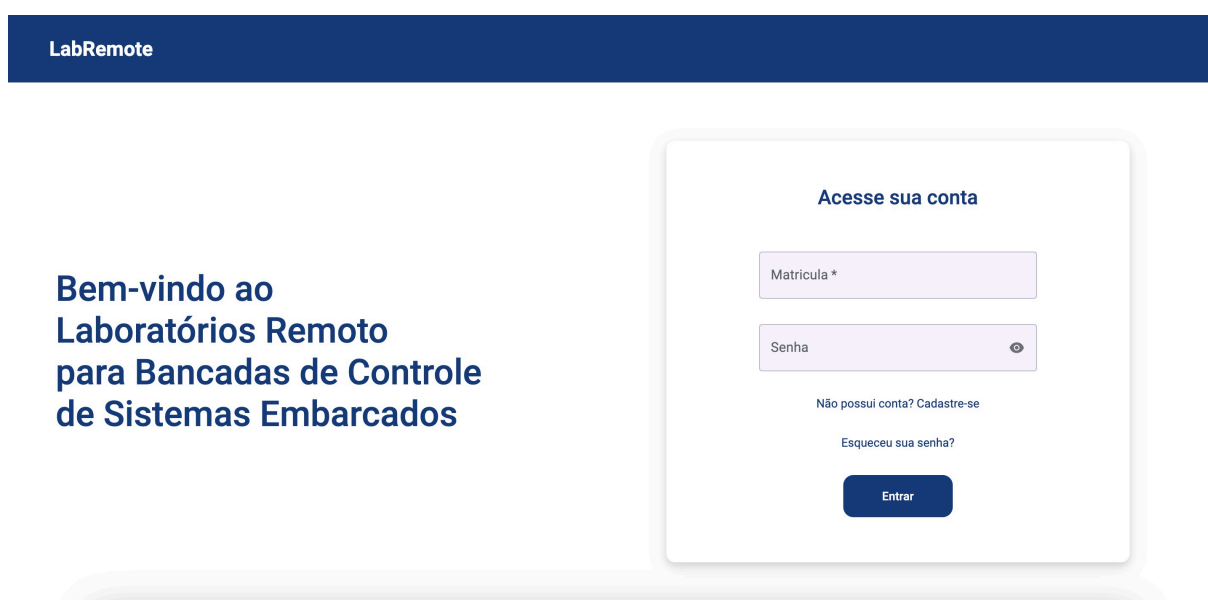 LabRemote
Bem-vindo ao
Laboratórios Remoto
para Bancadas de Controle
de Sistemas Embarcados
Acesse sua conta
Matricula *
Senha
Não possui conta? Cadastre-se
Esqueceu sua senha?
Entrar